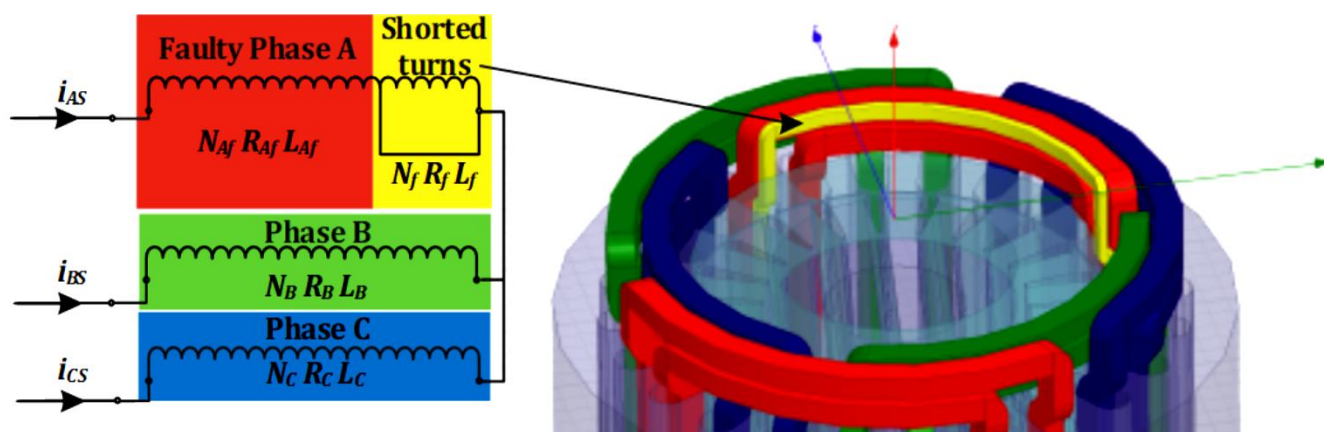 Faulty Phase A
Shorted
turns
iAS
NAf RAf LAf
Nf Rf Lf
Phase B
iBS
NB RB LB
Phase C
iCS
NC RC LC